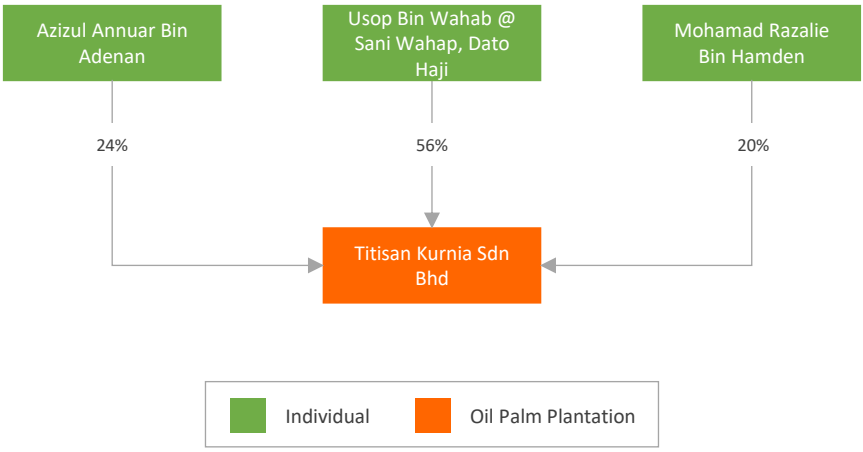 Azizul Annuar Bin
Adenan
Usop Bin Wahab @
Sani Wahap, Dato
Haji
Mohamad Razalie
Bin Hamden
24%
56%
20%
Titisan Kurnia Sdn
Bhd
Individual
Oil Palm Plantation